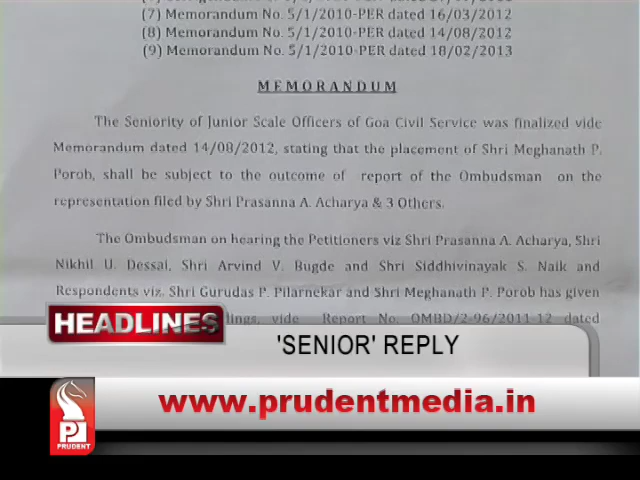 (7) Memorandum No. 5/1/2010-PER dated 16/03/2012
(8) Memorandum No. 5/1/2010-PER dated 14/08/2012
(9) Memorandum No. 5/1/2010-PER dated 18/02/2013
MEMORANDUM
The Seniority of Junior Scale Officers of Goa Civil Service was finalized vide
Memorandum dated 14/08/2012, stating that the placement of Shri Meghanath P.
Porob, shall be subject to the outcome of report of the Ombudsman on the
representation filed by Shri Prasanna A. Acharya & 3 Others.
The Ombudsman on hearing the Petitioners viz Shri Prasanna A. Acharya, Shri
Nikhil U. Dessai, Shri Arvind V. Bugde and Shri Siddhivinayak S. Naik and
Respondents viz. Shri Gurudas P. Pilarnekar and Shri Meghanath P. Porob has given
vide Report No. OMBD/2-96/2011-12 dated
HEADLINES
'SENIOR' REPLY
www.prudentmedia.in
PRUDENT